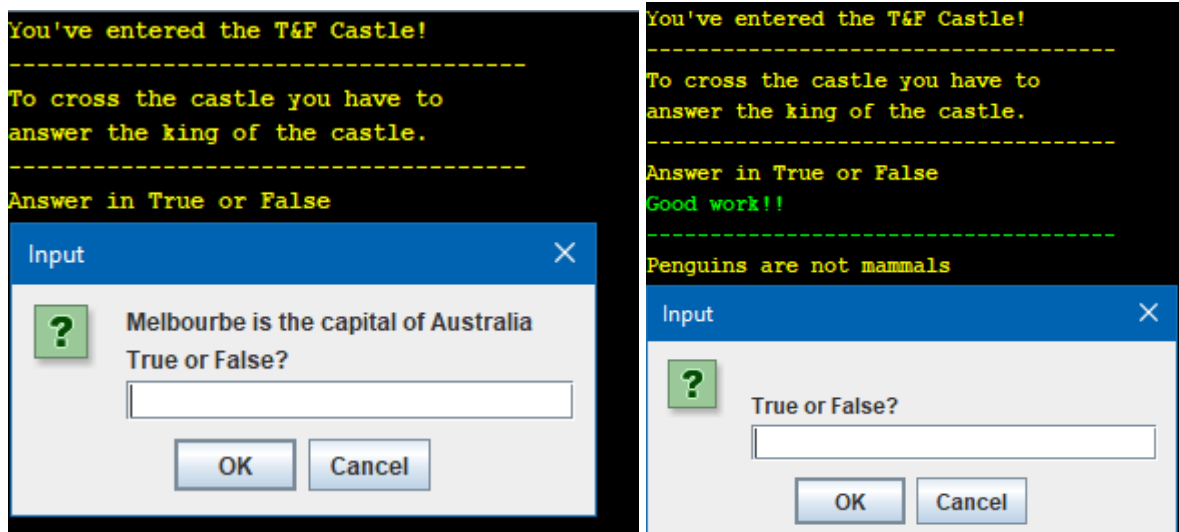 You've entered the T&F Castle!
---------------------------------------
To cross the castle you have to
answer the king of the castle.
---------------------------------------
Answer in True or False
Input
?
Melbourbe is the capital of Australia
True or False?
OK
Cancel
You've entered the T&F Castle!
---------------------------------------
To cross the castle you have to
answer the king of the castle.
---------------------------------------
Answer in True or False
Good work!!
---------------------------------------
Penguins are not mammals
Input
?
True or False?
OK
Cancel